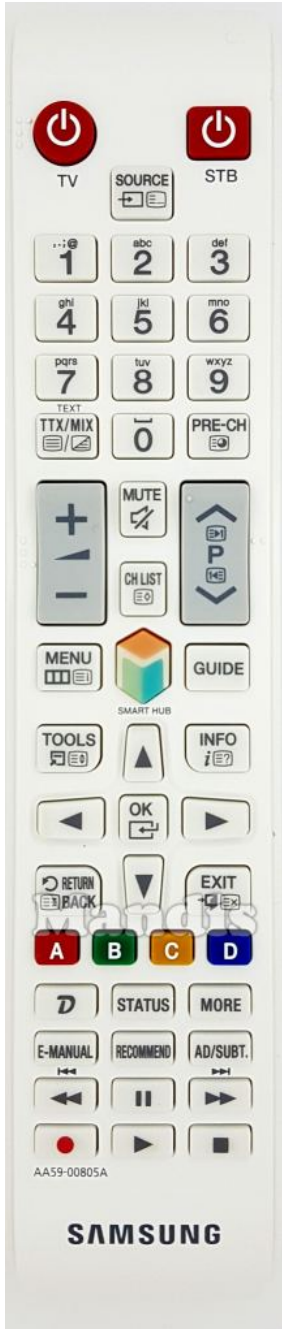 TV STB
SOURCE
.,-;@ abc def
1 2 3
ghi jkl mno
4 5 6
pqrs tuv wxyz
7 8 9
TEXT
TTX/MIX 0 PRE-CH
+ MUTE
P
- CH LIST
MENU GUIDE
SMART HUB
TOOLS INFO
i
OK
RETURN EXIT
BACK
Mandis
A B C D
D STATUS MORE
E-MANUAL RECOMMEND AD/SUBT.
AA59-00805A
SAMSUNG